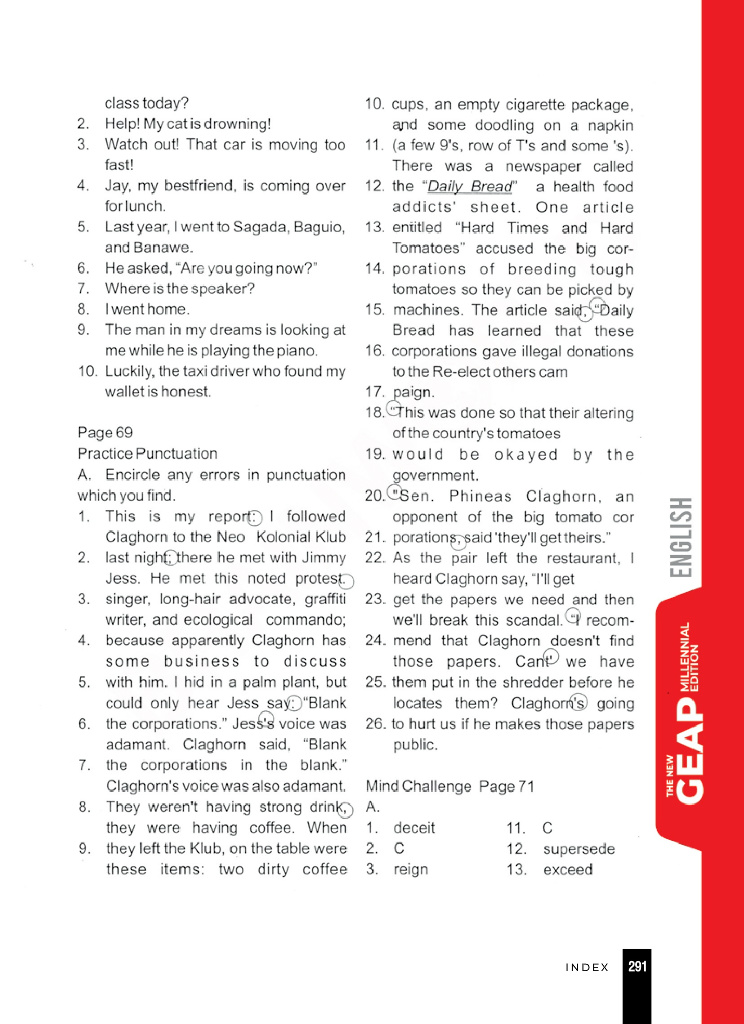 class today?
2. Help! My cat is drowning!
3. Watch out! That car is moving too
fast!
4. Jay, my bestfriend, is coming over
for lunch.
5. Last year, I went to Sagada, Baguio,
and Banawe.
6. He asked, “Are you going now?”
7. Where is the speaker?
8. I went home.
9. The man in my dreams is looking at
me while he is playing the piano.
10. Luckily, the taxi driver who found my
wallet is honest.
Page 69
Practice Punctuation
A. Encircle any errors in punctuation
which you find.
1. This is my report: I followed
Claghorn to the Neo Kolonial Klub
2. last night; there he met with Jimmy
Jess. He met this noted protest.
3. singer, long-hair advocate, graffiti
writer, and ecological commando;
4. because apparently Claghorn has
some business to discuss
5. with him. I hid in a palm plant, but
could only hear Jess say: “Blank
6. the corporations.” Jess's voice was
adamant. Claghorn said, “Blank
7. the corporations in the blank.”
Claghorn's voice was also adamant.
8. They weren't having strong drink,
they were having coffee. When
9. they left the Klub, on the table were
these items: two dirty coffee
10. cups, an empty cigarette package,
and some doodling on a napkin
11. (a few 9's, row of T's and some 's).
There was a newspaper called
12. the “Daily Bread” a health food
addicts' sheet. One article
13. entitled “Hard Times and Hard
Tomatoes” accused the big cor-
14. porations of breeding tough
tomatoes so they can be picked by
15. machines. The article said, “Daily
Bread has learned that these
16. corporations gave illegal donations
to the Re-elect others cam
17. paign.
18. “This was done so that their altering
of the country's tomatoes
19. would be okayed by the
government.
20. "Sen. Phineas Claghorn, an
opponent of the big tomato cor
21. porations, said 'they'll get theirs.”
22. As the pair left the restaurant, I
heard Claghorn say, “I'll get
23. get the papers we need and then
we'll break this scandal. “I recom-
24. mend that Claghorn doesn't find
those papers. Cant' we have
25. them put in the shredder before he
locates them? Claghorn's going
26. to hurt us if he makes those papers
public.
Mind Challenge Page 71
A.
1. deceit 11. C
2. C 12. supersede
3. reign 13. exceed
ENGLISH
THE NEW
GEAP
MILLENNIAL
EDITION
INDEX 291